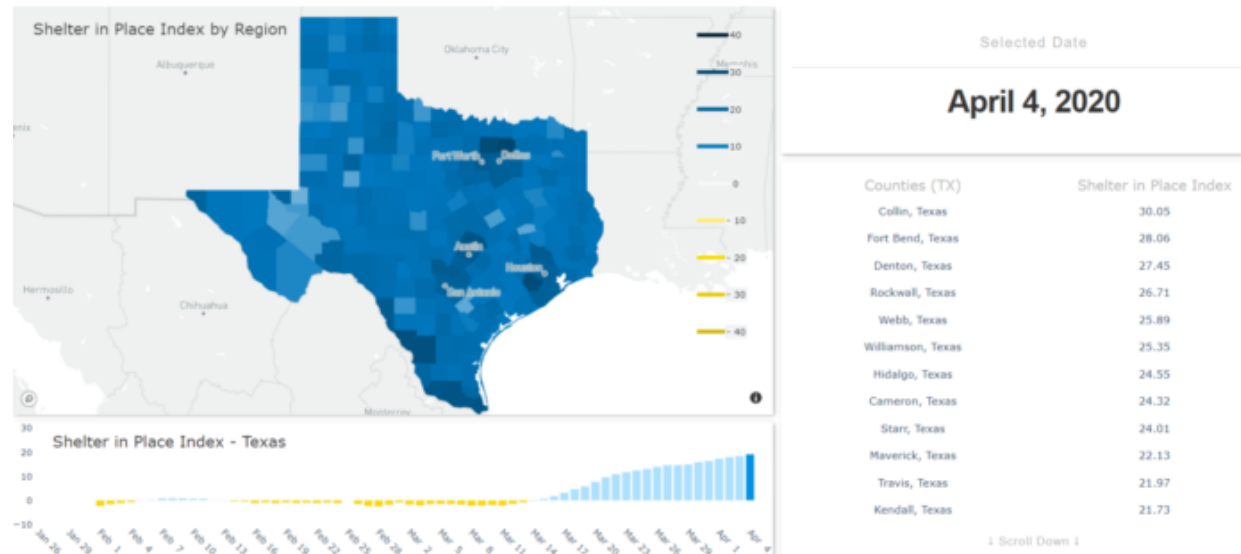 Shelter in Place Index by Region
Oklahoma City
Albuquerque
Memphis
enix
Fort Worth
Dallas
Austin
Houston
San Antonio
Hermosillo
Chihuahua
Monterrey
40
30
20
10
0
- 10
- 20
- 30
- 40
Shelter in Place Index - Texas
30
20
10
0
−10
Jan 26
Jan 29
Feb 1
Feb 4
Feb 7
Feb 10
Feb 13
Feb 16
Feb 19
Feb 22
Feb 25
Feb 28
Mar 2
Mar 5
Mar 8
Mar 11
Mar 14
Mar 17
Mar 20
Mar 23
Mar 26
Mar 29
Apr 1
Apr 4
Selected Date
April 4, 2020
Counties (TX) Shelter in Place Index
Collin, Texas 30.05
Fort Bend, Texas 28.06
Denton, Texas 27.45
Rockwall, Texas 26.71
Webb, Texas 25.89
Williamson, Texas 25.35
Hidalgo, Texas 24.55
Cameron, Texas 24.32
Starr, Texas 24.01
Maverick, Texas 22.13
Travis, Texas 21.97
Kendall, Texas 21.73
↓ Scroll Down ↓